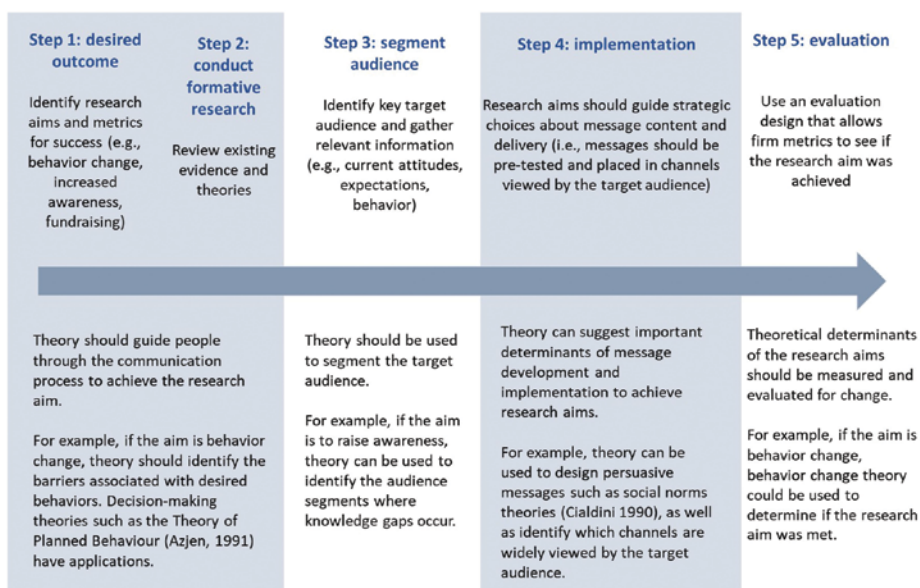 Step 1: desired
outcome
Identify research
aims and metrics
for success (e.g.,
behavior change,
increased
awareness,
fundraising)
Step 2:
conduct
formative
research
Review existing
evidence and
theories
Step 3: segment
audience
Identify key target
audience and gather
relevant information
(e.g., current attitudes,
expectations,
behavior)
Step 4: implementation
Research aims should guide strategic
choices about message content and
delivery (i.e., messages should be
pre-tested and placed in channels
viewed by the target audience)
Step 5: evaluation
Use an evaluation
design that allows
firm metrics to see if
the research aim was
achieved
Theory should guide people
through the communication
process to achieve the research
aim.
For example, if the aim is behavior
change, theory should identify the
barriers associated with desired
behaviors. Decision-making
theories such as the Theory of
Planned Behaviour (Azjen, 1991)
have applications.
Theory should be used
to segment the target
audience.
For example, if the aim
is to raise awareness,
theory can be used to
identify the audience
segments where
knowledge gaps occur.
Theory can suggest important
determinants of message
development and
implementation to achieve
research aims.
For example, theory can be
used to design persuasive
messages such as social norms
theories (Cialdini 1990), as well
as identify which channels are
widely viewed by the target
audience.
Theoretical determinants
of the research aims
should be measured and
evaluated for change.
For example, if the aim is
behavior change,
behavior change theory
could be used to
determine if the research
aim was met.